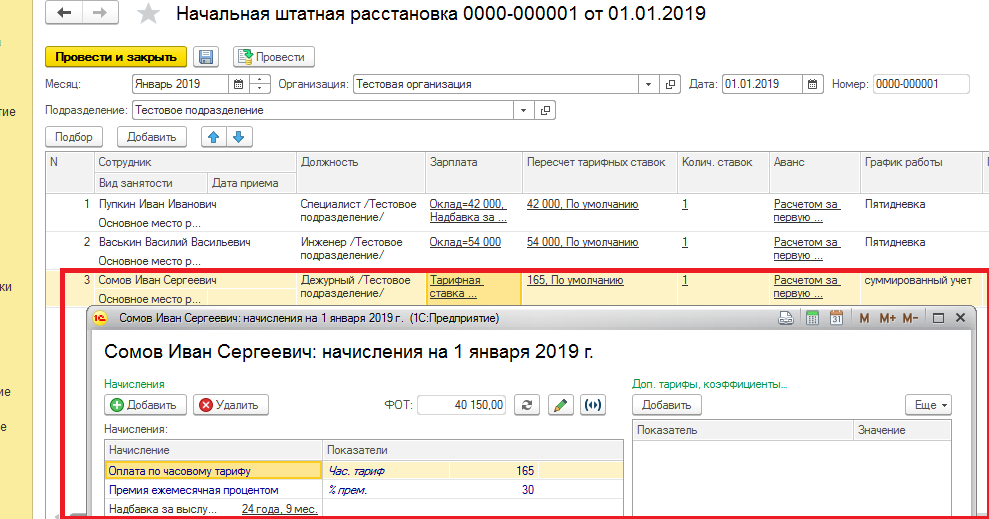 Начальная штатная расстановка 0000-000001 от 01.01.2019
Провести и закрыть Провести
Месяц: Январь 2019 Организация: Тестовая организация Дата: 01.01.2019 Номер: 0000-000001
Подразделение: Тестовое подразделение
Подбор Добавить
N Сотрудник Должность Зарплата Пересчет тарифных ставок Колич. ставок Аванс График работы
Вид занятости Дата приема
1 Пупкин Иван Иванович Специалист /Тестовое Оклад=42 000, 42 000, По умолчанию 1 Расчетом за Пятидневка
Основное место р... подразделение/ Надбавка за ... первую ...
2 Васькин Василий Васильевич Инженер /Тестовое Оклад=54 000 54 000, По умолчанию 1 Расчетом за Пятидневка
Основное место р... подразделение/ первую ...
3 Сомов Иван Сергеевич Дежурный /Тестовое Тарифная 165, По умолчанию 1 Расчетом за суммированный учет
Основное место р... подразделение/ ставка ... первую ...
Сомов Иван Сергеевич: начисления на 1 января 2019 г. (1С:Предприятие) M M+ M-
Сомов Иван Сергеевич: начисления на 1 января 2019 г.
Начисления Доп. тарифы, коэффициенты...
Добавить Удалить ФОТ: 40 150,00 Добавить Еще
Начисления: Показатель Значение
Начисление Показатели
Оплата по часовому тарифу Час. тариф 165
Премия ежемесячная процентом % прем. 30
Надбавка за выслу... 24 года, 9 мес.
тие
ки
ие
е